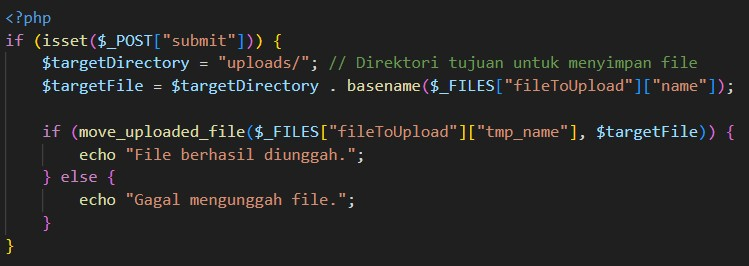 <?php
if (isset($_POST["submit"])) {
    $targetDirectory = "uploads/"; // Direktori tujuan untuk menyimpan file
    $targetFile = $targetDirectory . basename($_FILES["fileToUpload"]["name"]);

    if (move_uploaded_file($_FILES["fileToUpload"]["tmp_name"], $targetFile)) {
        echo "File berhasil diunggah.";
    } else {
        echo "Gagal mengunggah file.";
    }
}